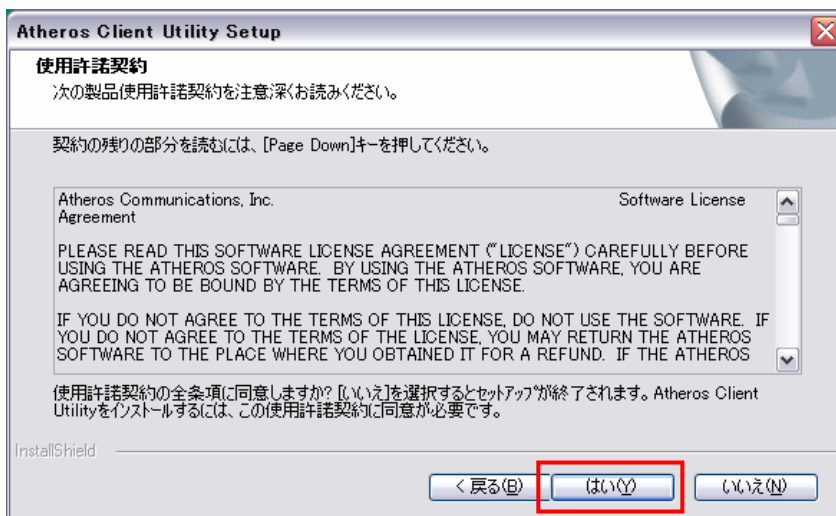 Atheros Client Utility Setup
使用許諾契約
次の製品使用許諾契約を注意深くお読みください。
契約の残りの部分を読むには、[Page Down]キーを押してください。
Atheros Communications, Inc. Software License
Agreement
PLEASE READ THIS SOFTWARE LICENSE AGREEMENT (“LICENSE”) CAREFULLY BEFORE
USING THE ATHEROS SOFTWARE. BY USING THE ATHEROS SOFTWARE, YOU ARE
AGREEING TO BE BOUND BY THE TERMS OF THIS LICENSE.
IF YOU DO NOT AGREE TO THE TERMS OF THIS LICENSE, DO NOT USE THE SOFTWARE. IF
YOU DO NOT AGREE TO THE TERMS OF THE LICENSE, YOU MAY RETURN THE ATHEROS
SOFTWARE TO THE PLACE WHERE YOU OBTAINED IT FOR A REFUND. IF THE ATHEROS
使用許諾契約の全条項に同意しますか? [いいえ]を選択するとセットアップが終了されます。Atheros Client
Utilityをインストールするには、この使用許諾契約に同意が必要です。
InstallShield
< 戻る(B) はい(Y) いいえ(N)